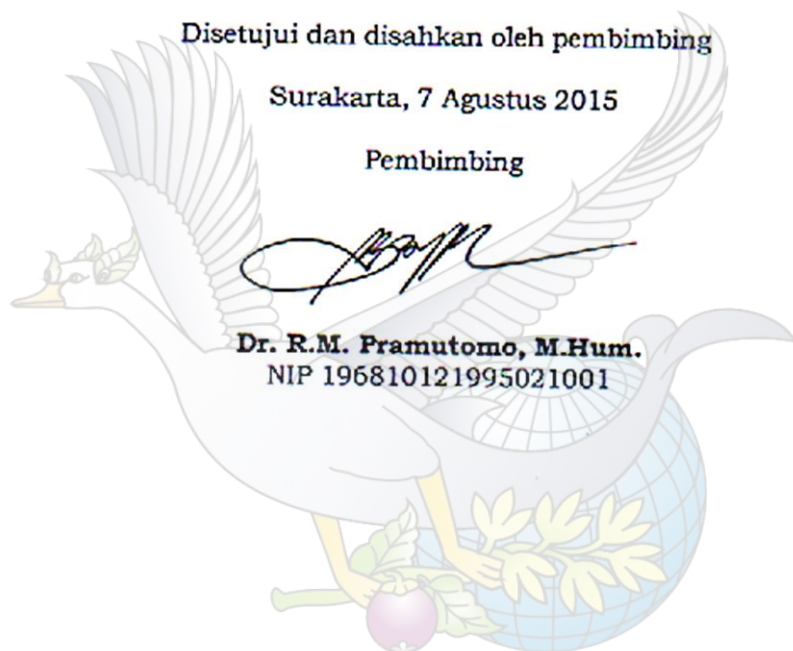 Disetujui dan disahkan oleh pembimbing
Surakarta, 7 Agustus 2015
Pembimbing
Dr. R.M. Pramutomo, M.Hum.
NIP 196810121995021001